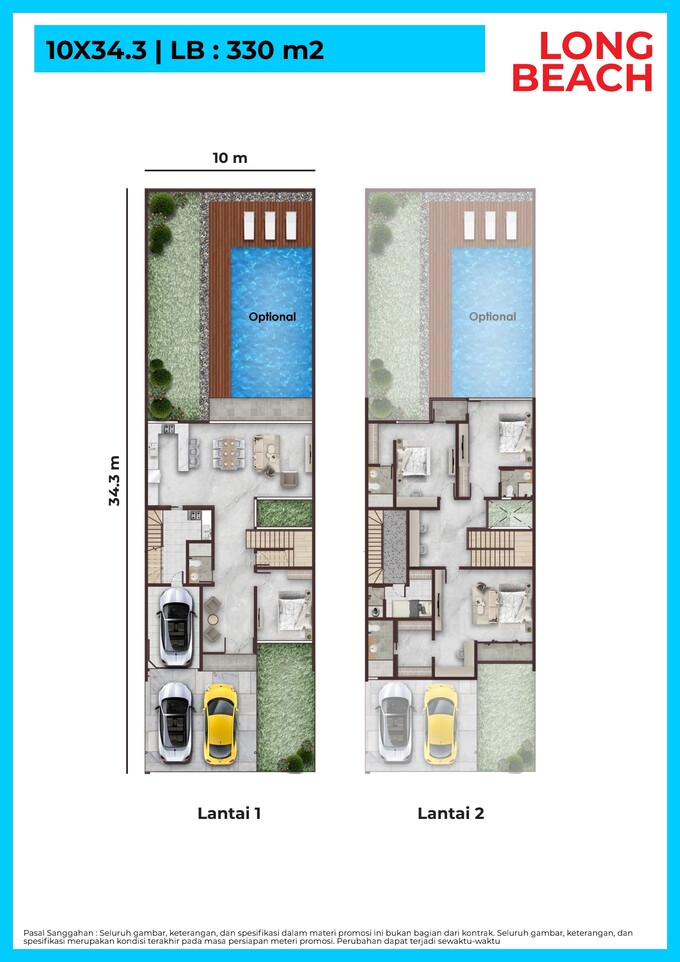 10X34.3 | LB : 330 m2
LONG
BEACH
10 m
34.3 m
Optional
Optional
Lantai 1
Lantai 2
Pasal Sanggahan : Seluruh gambar, keterangan, dan spesifikasi dalam materi promosi ini bukan bagian dari kontrak. Seluruh gambar, keterangan, dan
spesifikasi merupakan kondisi terakhir pada masa persiapan meteri promosi. Perubahan dapat terjadi sewaktu-waktu